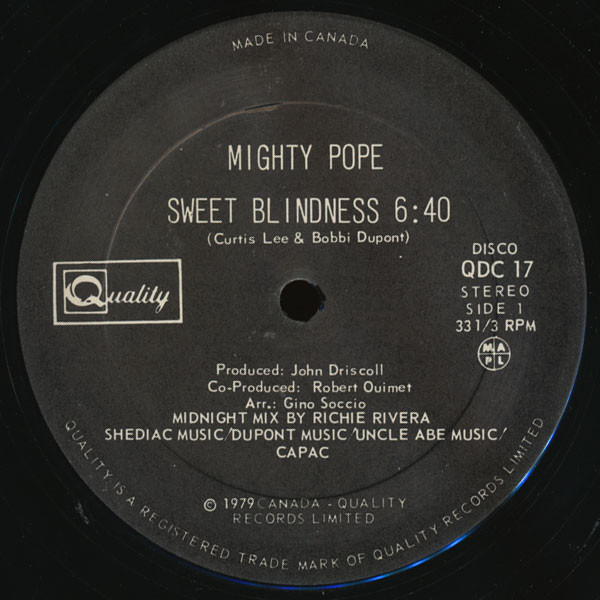 MADE IN CANADA
MIGHTY POPE
SWEET BLINDNESS 6:40
(Curtis Lee & Bobbi Dupont)
Quality
DISCO
QDC 17
STEREO
SIDE 1
33 1/3 RPM
M A
P L
Produced: John Driscoll
Co-Produced: Robert Ouimet
Arr.: Gino Soccio
MIDNIGHT MIX BY RICHIE RIVERA
SHEDIAC MUSIC/DUPONT MUSIC/UNCLE ABE MUSIC/
CAPAC
© 1979 CANADA - QUALITY
RECORDS LIMITED
QUALITY IS A REGISTERED TRADE MARK OF QUALITY RECORDS LIMITED